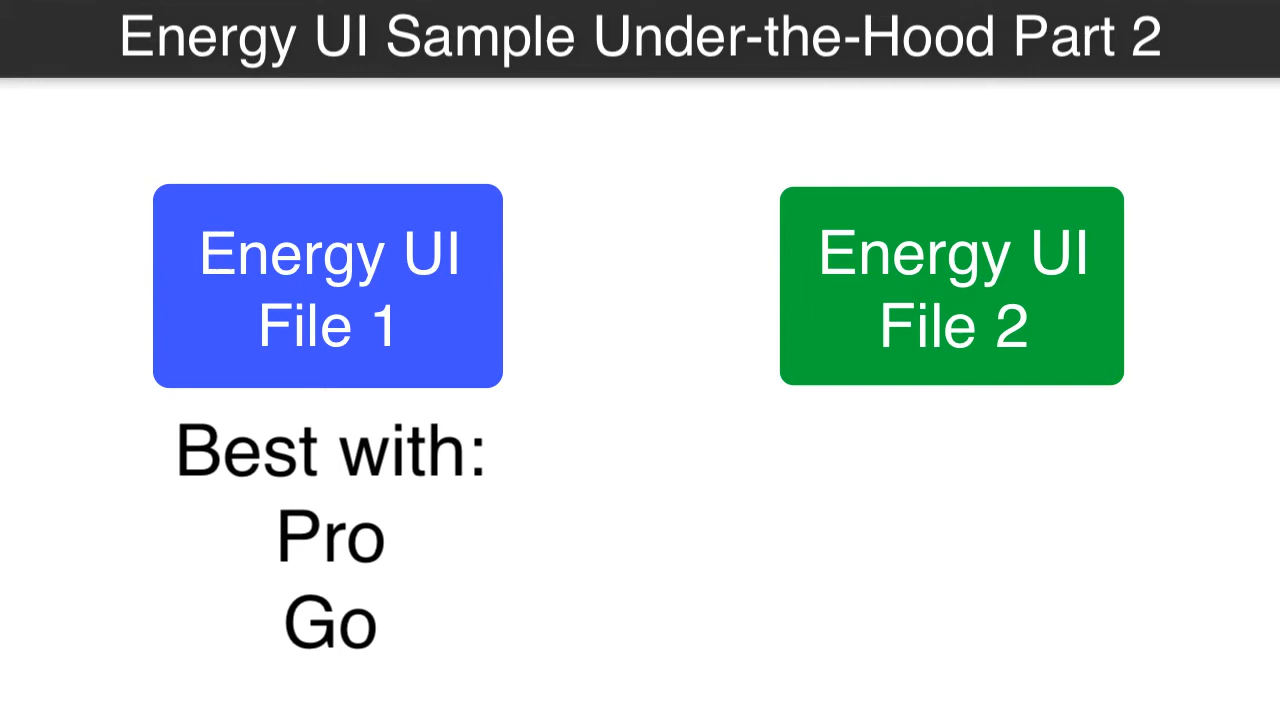 Energy UI Sample Under-the-Hood Part 2
Energy UI
File 1
Energy UI
File 2
Best with:
Pro
Go